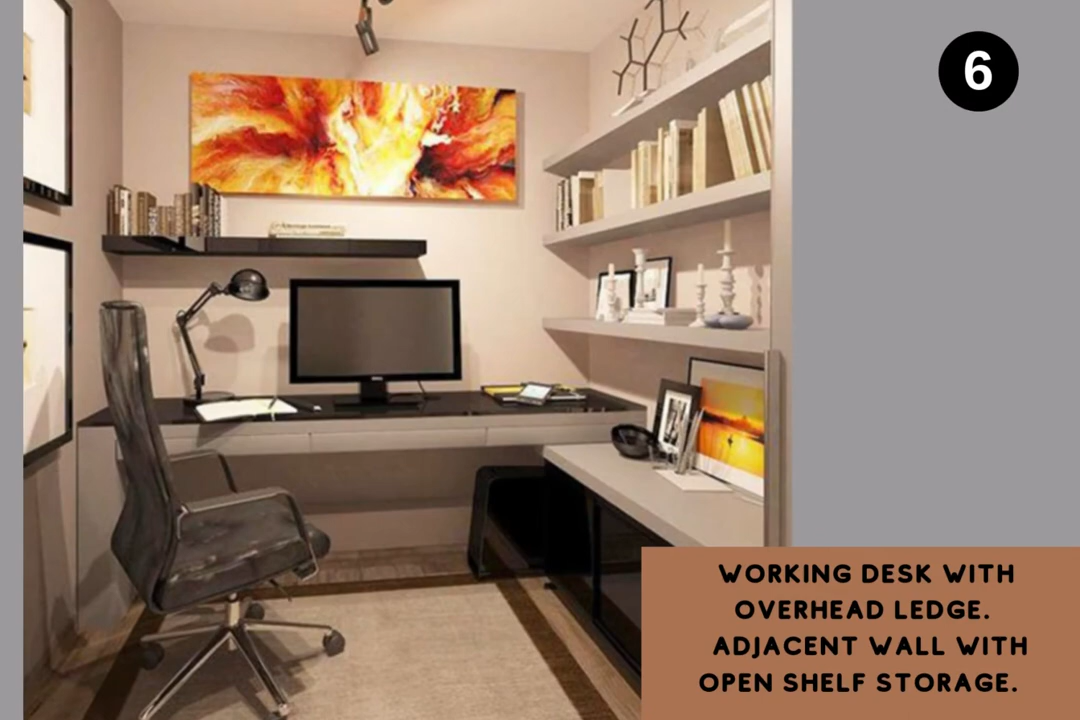 6
WORKING DESK WITH
OVERHEAD LEDGE.
ADJACENT WALL WITH
OPEN SHELF STORAGE.